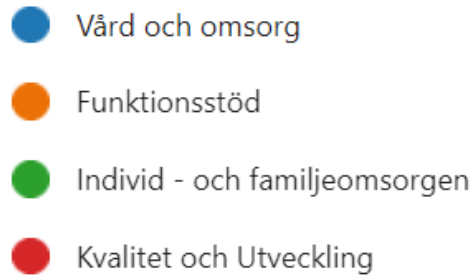 Vård och omsorg
Funktionsstöd
Individ - och familjeomsorgen
Kvalitet och Utveckling